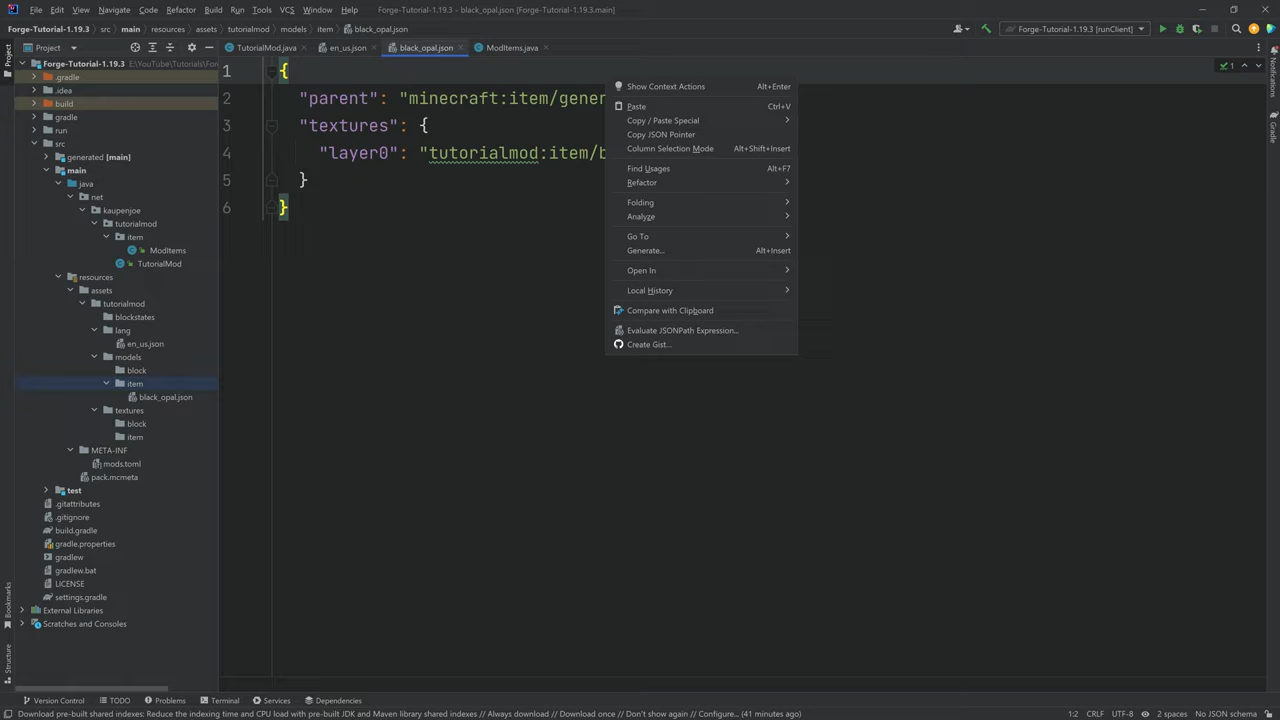 File Edit View Navigate Code Refactor Build Run Tools VCS Window Help Forge-Tutorial-1.19.3 - black_opal.json [Forge-Tutorial-1.19.3.main]
Forge-Tutorial-1.19.3 src main resources assets tutorialmod models item black_opal.json
Forge-Tutorial-1.19.3 [runClient]
Project
TutorialMod.java en_us.json black_opal.json ModItems.java
Forge-Tutorial-1.19.3 E:\YouTube\Tutorials\For
.gradle
.idea
build
gradle
run
src
generated [main]
main
java
net
kaupenjoe
tutorialmod
item
ModItems
TutorialMod
resources
assets
tutorialmod
blockstates
lang
en_us.json
models
block
item
black_opal.json
textures
block
item
META-INF
mods.toml
pack.mcmeta
test
.gitattributes
.gitignore
build.gradle
gradle.properties
gradlew
gradlew.bat
LICENSE
settings.gradle
External Libraries
Scratches and Consoles
1 {
2 "parent": "minecraft:item/gener
3 "textures": {
4 "layer0": "tutorialmod:item/b
5 }
6 }
1
Show Context Actions Alt+Enter
Paste Ctrl+V
Copy / Paste Special
Copy JSON Pointer
Column Selection Mode Alt+Shift+Insert
Find Usages Alt+F7
Refactor
Folding
Analyze
Go To
Generate... Alt+Insert
Open In
Local History
Compare with Clipboard
Evaluate JSONPath Expression...
Create Gist...
Project
Bookmarks
Structure
Notifications
Gradle
Version Control TODO Problems Terminal Services Dependencies
Download pre-built shared indexes: Reduce the indexing time and CPU load with pre-built JDK and Maven library shared indexes // Always download // Download once // Don't show again // Configure... (41 minutes ago) 1:2 CRLF UTF-8 2 spaces No JSON schema